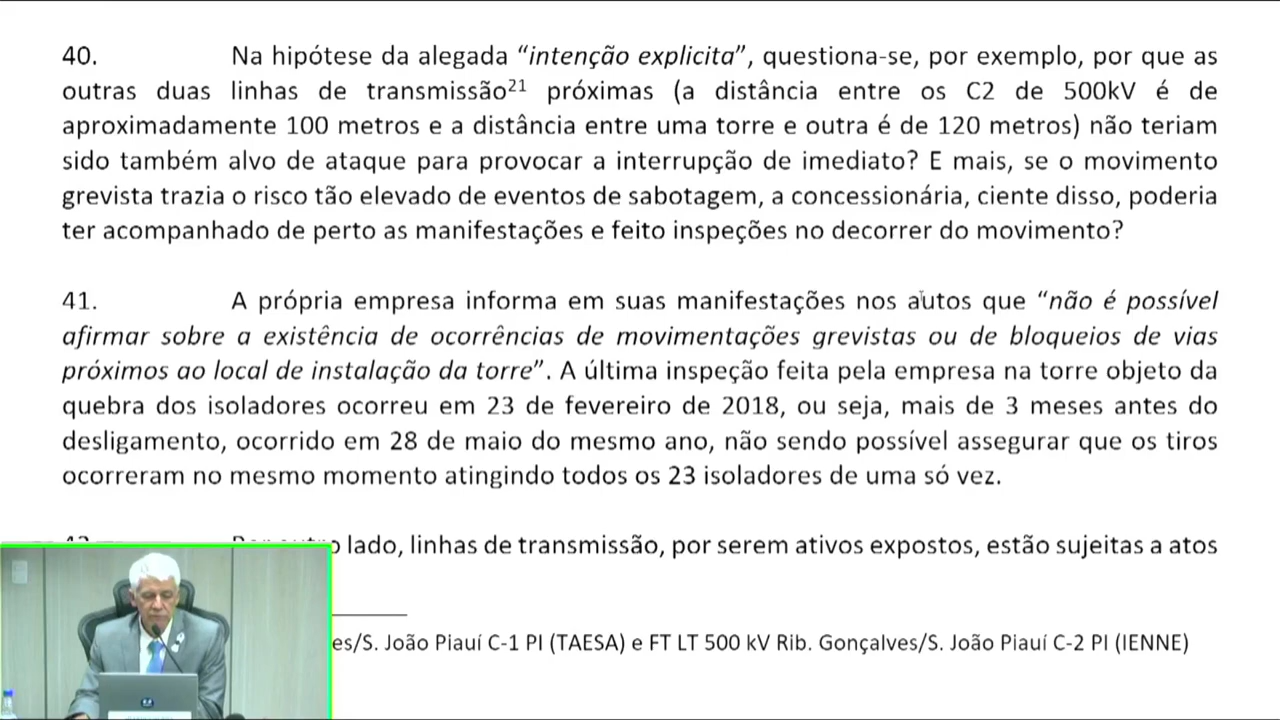 40. Na hipótese da alegada “intenção explicita”, questiona-se, por exemplo, por que as
outras duas linhas de transmissão²¹ próximas (a distância entre os C2 de 500kV é de
aproximadamente 100 metros e a distância entre uma torre e outra é de 120 metros) não teriam
sido também alvo de ataque para provocar a interrupção de imediato? E mais, se o movimento
grevista trazia o risco tão elevado de eventos de sabotagem, a concessionária, ciente disso, poderia
ter acompanhado de perto as manifestações e feito inspeções no decorrer do movimento?
41. A própria empresa informa em suas manifestações nos autos que “não é possível
afirmar sobre a existência de ocorrências de movimentações grevistas ou de bloqueios de vias
próximos ao local de instalação da torre”. A última inspeção feita pela empresa na torre objeto da
quebra dos isoladores ocorreu em 23 de fevereiro de 2018, ou seja, mais de 3 meses antes do
desligamento, ocorrido em 28 de maio do mesmo ano, não sendo possível assegurar que os tiros
ocorreram no mesmo momento atingindo todos os 23 isoladores de uma só vez.
lado, linhas de transmissão, por serem ativos expostos, estão sujeitas a atos
es/S. João Piauí C-1 PI (TAESA) e FT LT 500 kV Rib. Gonçalves/S. João Piauí C-2 PI (IENNE)